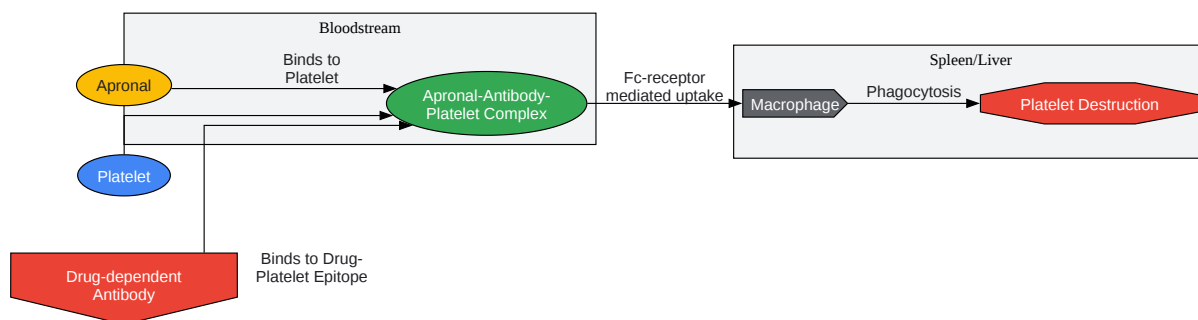 Bloodstream
Spleen/Liver
Binds to
Platelet
Apronal
Apronal-Antibody-
Platelet Complex
Fc-receptor
mediated uptake
Macrophage
Phagocytosis
Platelet Destruction
Platelet
Drug-dependent
Antibody
Binds to Drug-
Platelet Epitope